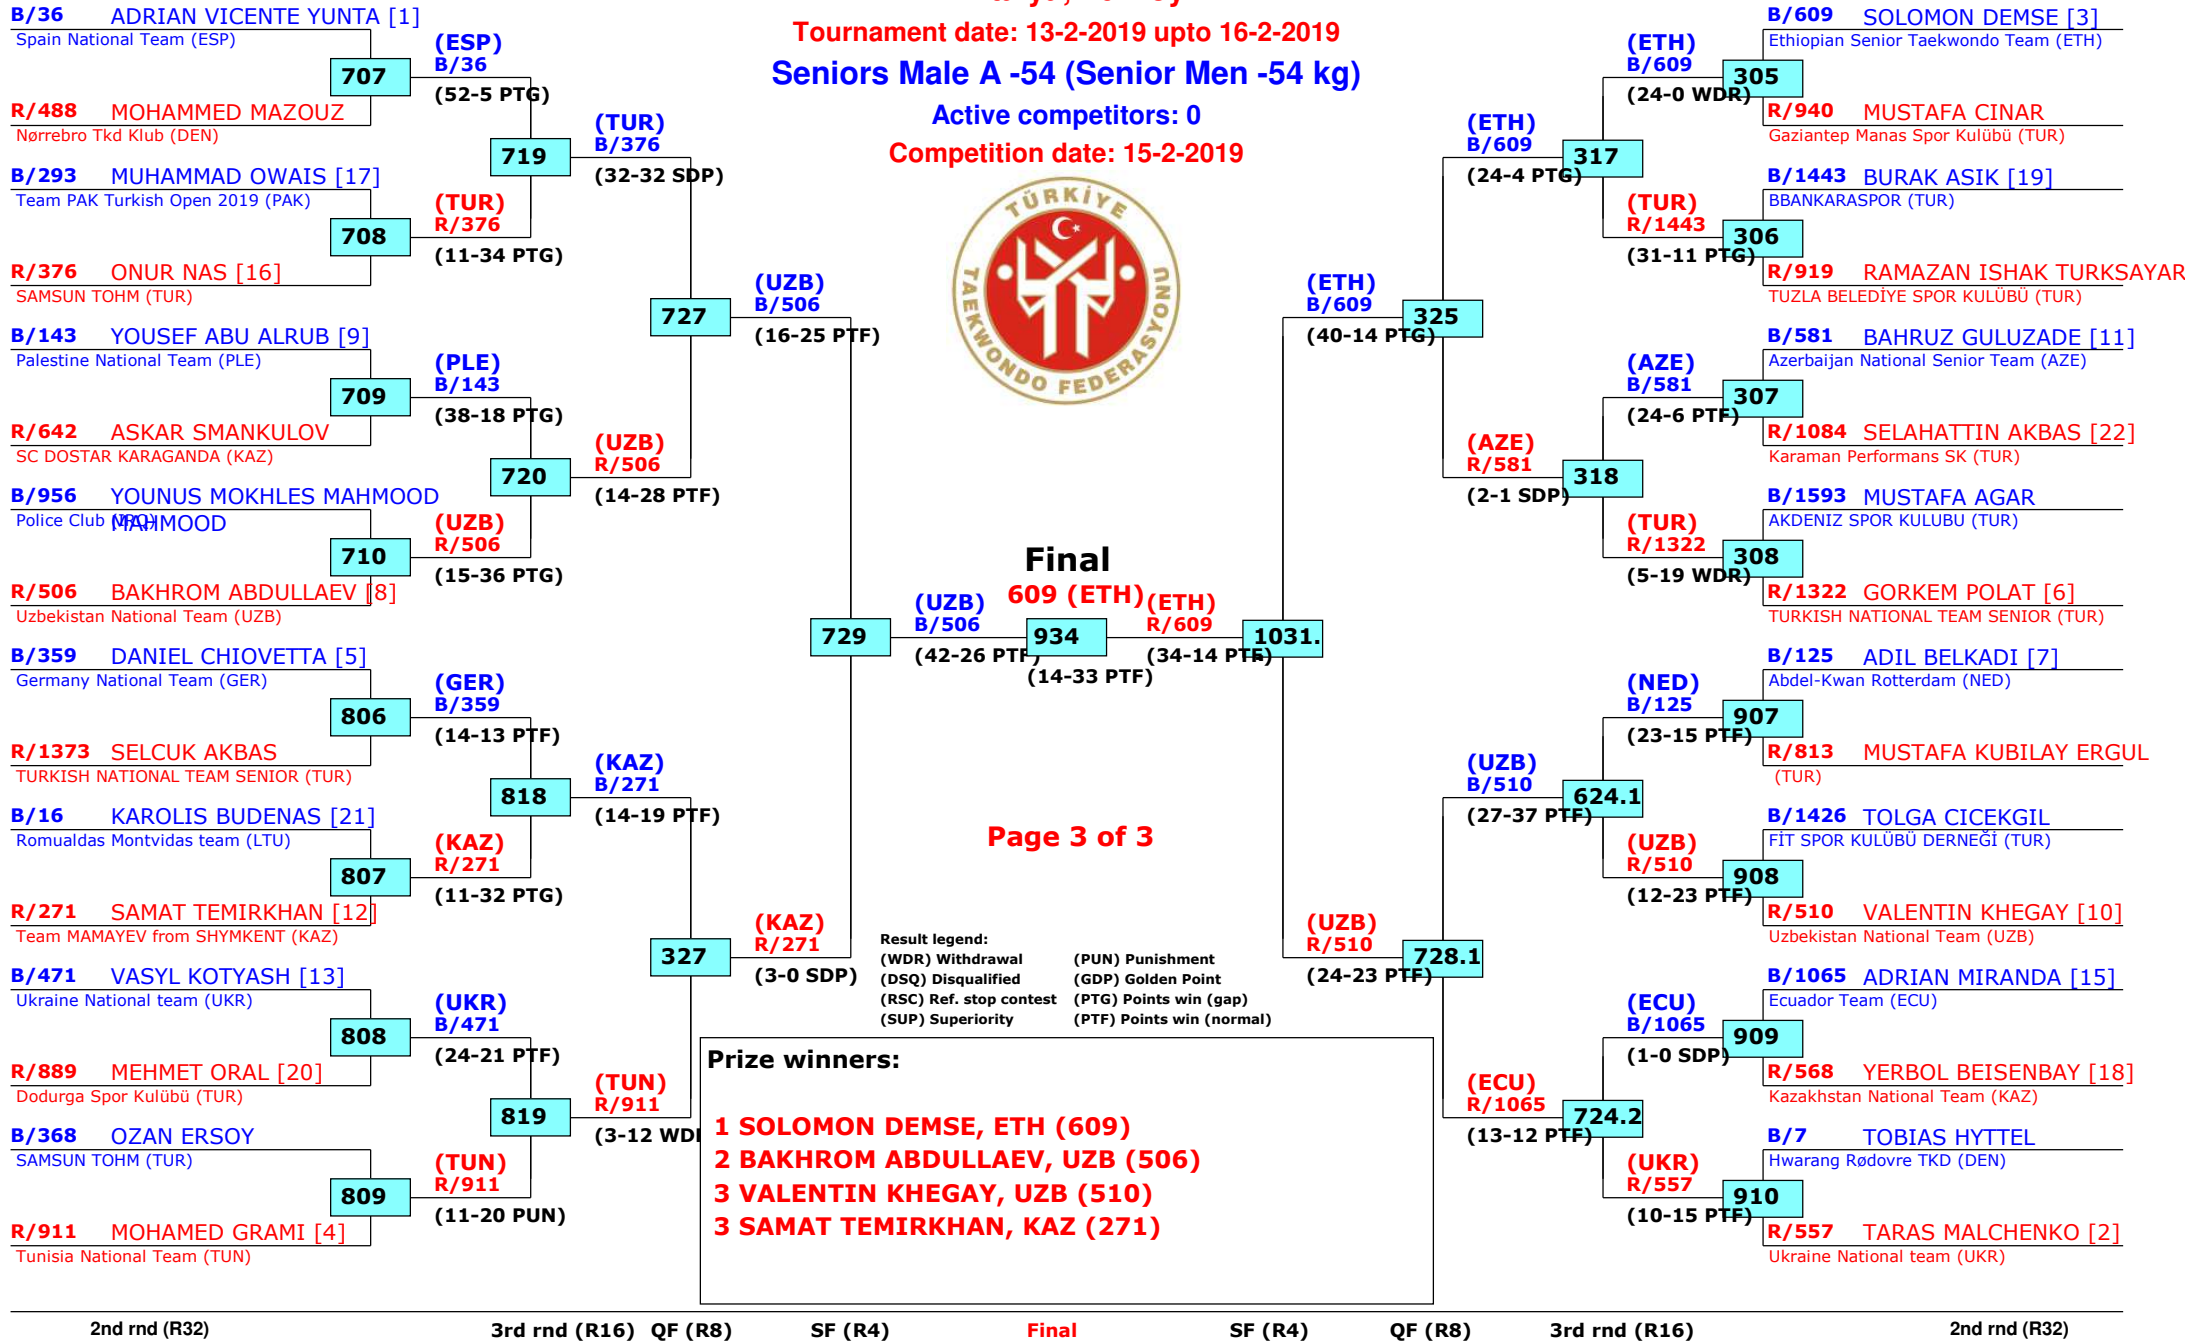 Tournament date: 13-2-2019 upto 16-2-2019
Seniors Male A -54 (Senior Men -54 kg)
Active competitors: 0
Competition date: 15-2-2019
TÜRKİYE
TAEKWONDO FEDERASYONU
B/36 ADRIAN VICENTE YUNTA [1]
Spain National Team (ESP)
707
R/488 MOHAMMED MAZOUZ
Nørrebro Tkd Klub (DEN)
B/293 MUHAMMAD OWAIS [17]
Team PAK Turkish Open 2019 (PAK)
708
R/376 ONUR NAS [16]
SAMSUN TOHM (TUR)
B/143 YOUSEF ABU ALRUB [9]
Palestine National Team (PLE)
709
R/642 ASKAR SMANKULOV
SC DOSTAR KARAGANDA (KAZ)
B/956 YOUNUS MOKHLES MAHMOOD
MAHMOOD
Police Club (IRQ)
710
R/506 BAKHROM ABDULLAEV [8]
Uzbekistan National Team (UZB)
B/359 DANIEL CHIOVETTA [5]
Germany National Team (GER)
806
R/1373 SELCUK AKBAS
TURKISH NATIONAL TEAM SENIOR (TUR)
B/16 KAROLIS BUDENAS [21]
Romualdas Montvidas team (LTU)
807
R/271 SAMAT TEMIRKHAN [12]
Team MAMAYEV from SHYMKENT (KAZ)
B/471 VASYL KOTYASH [13]
Ukraine National team (UKR)
808
R/889 MEHMET ORAL [20]
Dodurga Spor Kulübü (TUR)
B/368 OZAN ERSOY
SAMSUN TOHM (TUR)
809
R/911 MOHAMED GRAMI [4]
Tunisia National Team (TUN)
(ESP)
B/36
(52-5 PTG)
719
(TUR)
R/376
(11-34 PTG)
(PLE)
B/143
(38-18 PTG)
720
(UZB)
R/506
(15-36 PTG)
(GER)
B/359
(14-13 PTF)
818
(KAZ)
R/271
(11-32 PTG)
(UKR)
B/471
(24-21 PTF)
819
(TUN)
R/911
(11-20 PUN)
(TUR)
B/376
(32-32 SDP)
727
(UZB)
R/506
(14-28 PTF)
(KAZ)
B/271
(14-19 PTF)
327
(TUN)
R/911
(3-12 WD
(UZB)
B/506
(16-25 PTF)
729
(KAZ)
R/271
(3-0 SDP)
(UZB)
B/506
(42-26 PTF)
Final
609 (ETH)
934
(14-33 PTF)
(ETH)
R/609
(34-14 PTF)
1031.
(ETH)
B/609
(40-14 PTG)
325
(UZB)
R/510
(24-23 PTF)
728.1
(ETH)
B/609
(24-4 PTG)
317
(AZE)
R/581
(2-1 SDP)
318
(UZB)
B/510
(27-37 PTF)
624.1
(ECU)
R/1065
(13-12 PTF)
724.2
(ETH)
B/609
(24-0 WDR)
305
(TUR)
R/1443
(31-11 PTG)
306
(AZE)
B/581
(24-6 PTF)
307
(TUR)
R/1322
(5-19 WDR)
308
(NED)
B/125
(23-15 PTF)
907
(UZB)
R/510
(12-23 PTF)
908
(ECU)
B/1065
(1-0 SDP)
909
(UKR)
R/557
(10-15 PTF)
910
B/609 SOLOMON DEMSE [3]
Ethiopian Senior Taekwondo Team (ETH)
R/940 MUSTAFA CINAR
Gaziantep Manas Spor Kulübü (TUR)
B/1443 BURAK ASIK [19]
BBANKARASPOR (TUR)
R/919 RAMAZAN ISHAK TURKSAYAR
TUZLA BELEDİYE SPOR KULÜBÜ (TUR)
B/581 BAHRUZ GULUZADE [11]
Azerbaijan National Senior Team (AZE)
R/1084 SELAHATTIN AKBAS [22]
Karaman Performans SK (TUR)
B/1593 MUSTAFA AGAR
AKDENIZ SPOR KULUBU (TUR)
R/1322 GORKEM POLAT [6]
TURKISH NATIONAL TEAM SENIOR (TUR)
B/125 ADIL BELKADI [7]
Abdel-Kwan Rotterdam (NED)
R/813 MUSTAFA KUBILAY ERGUL
(TUR)
B/1426 TOLGA CICEKGIL
FİT SPOR KULÜBÜ DERNEĞİ (TUR)
R/510 VALENTIN KHEGAY [10]
Uzbekistan National Team (UZB)
B/1065 ADRIAN MIRANDA [15]
Ecuador Team (ECU)
R/568 YERBOL BEISENBAY [18]
Kazakhstan National Team (KAZ)
B/7 TOBIAS HYTTEL
Hwarang Rødovre TKD (DEN)
R/557 TARAS MALCHENKO [2]
Ukraine National team (UKR)
Page 3 of 3
Result legend:
(WDR) Withdrawal (PUN) Punishment
(DSQ) Disqualified (GDP) Golden Point
(RSC) Ref. stop contest (PTG) Points win (gap)
(SUP) Superiority (PTF) Points win (normal)
Prize winners:
1 SOLOMON DEMSE, ETH (609)
2 BAKHROM ABDULLAEV, UZB (506)
3 VALENTIN KHEGAY, UZB (510)
3 SAMAT TEMIRKHAN, KAZ (271)
2nd rnd (R32) 3rd rnd (R16) QF (R8) SF (R4) Final SF (R4) QF (R8) 3rd rnd (R16) 2nd rnd (R32)